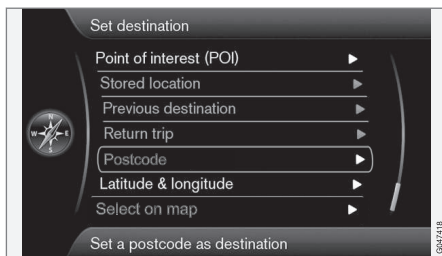 Set destination
Point of interest (POI)
Stored location
Previous destination
Return trip
Postcode
Latitude & longitude
Select on map
Set a postcode as destination
N
W
E
S
G047418